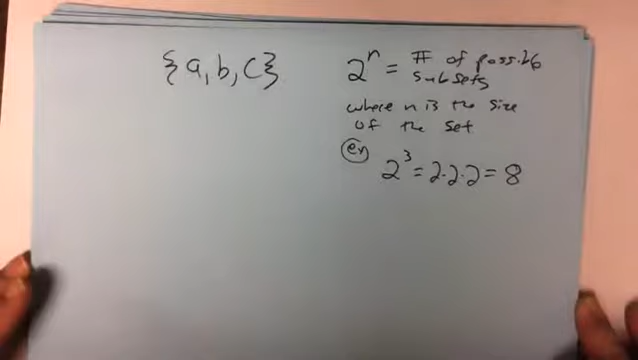 {a, b, c}
2^n = # of possible
subsets
where n is the size
of the set
ex
2^3 = 2·2·2 = 8